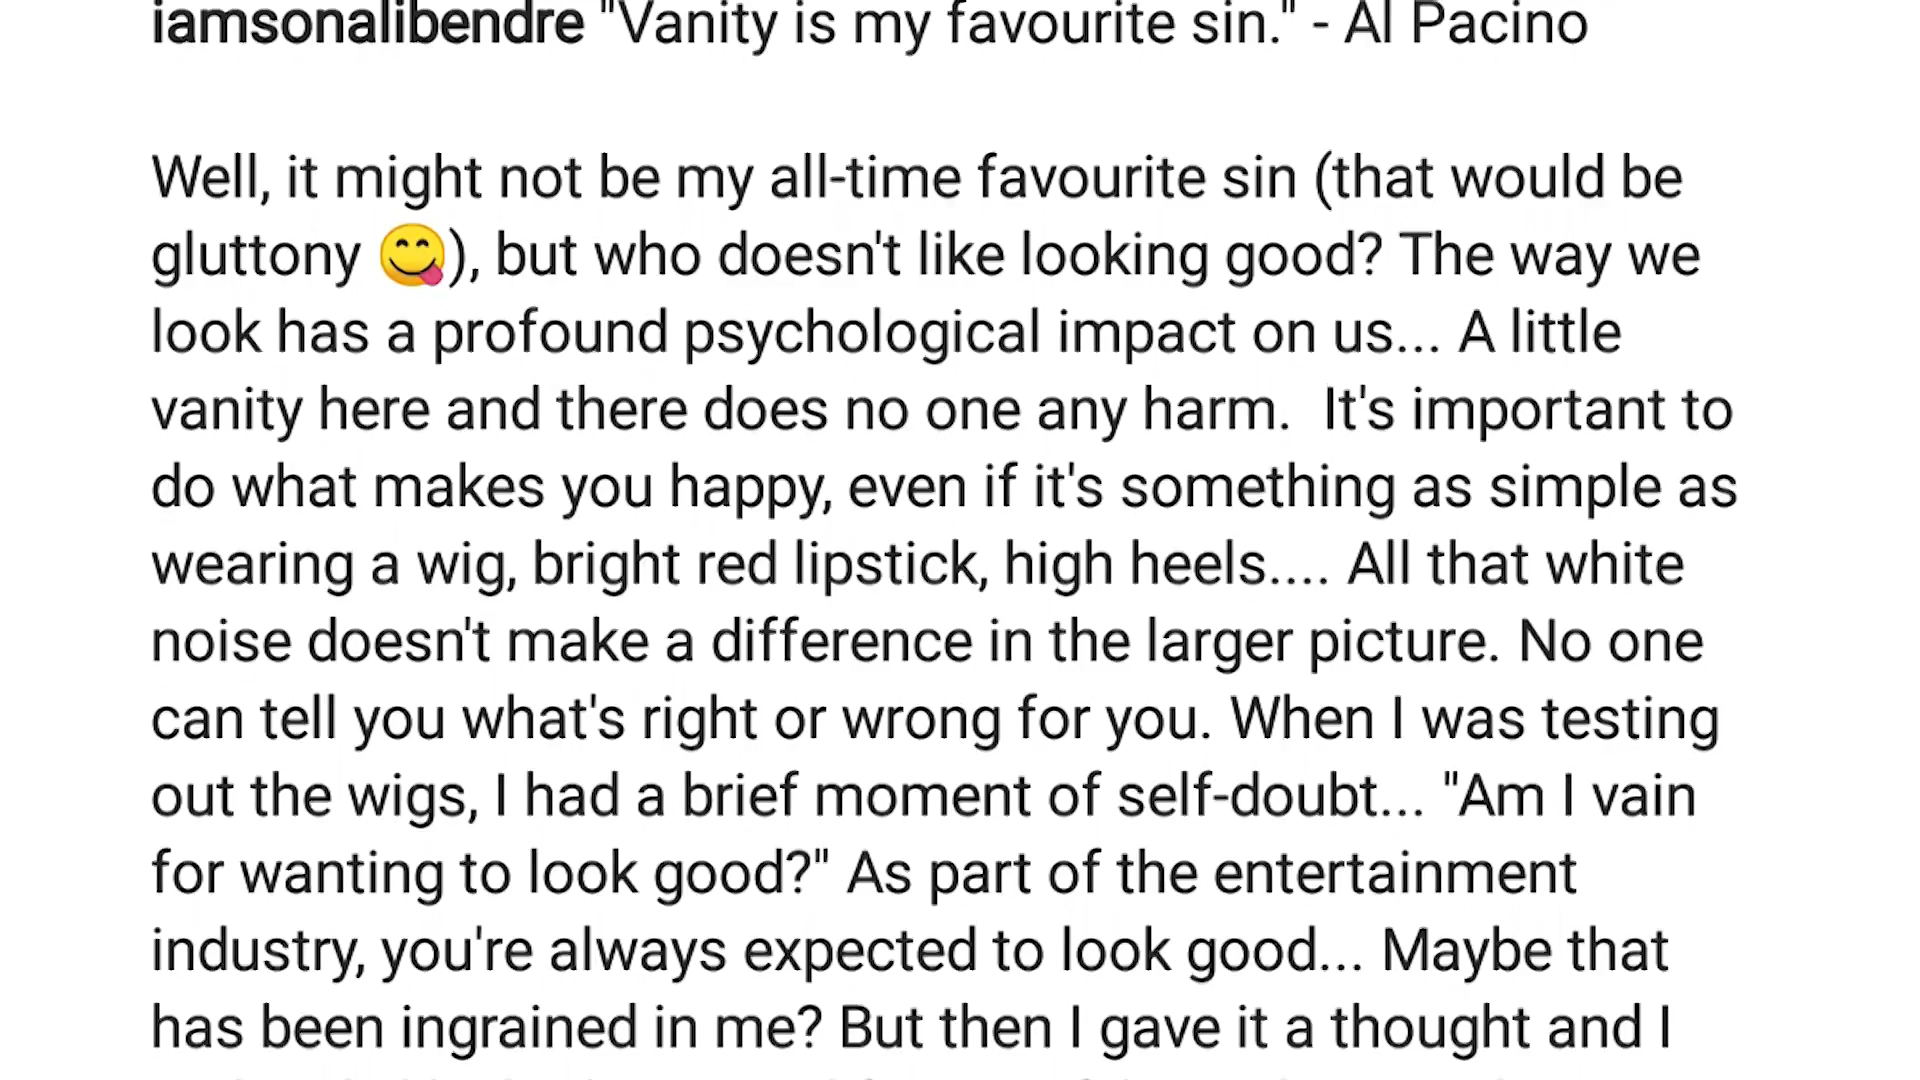 iamsonalibendre "Vanity is my favourite sin." - Al Pacino
Well, it might not be my all-time favourite sin (that would be
gluttony 😋), but who doesn't like looking good? The way we
look has a profound psychological impact on us... A little
vanity here and there does no one any harm.  It's important to
do what makes you happy, even if it's something as simple as
wearing a wig, bright red lipstick, high heels.... All that white
noise doesn't make a difference in the larger picture. No one
can tell you what's right or wrong for you. When I was testing
out the wigs, I had a brief moment of self-doubt... "Am I vain
for wanting to look good?" As part of the entertainment
industry, you're always expected to look good... Maybe that
has been ingrained in me? But then I gave it a thought and I